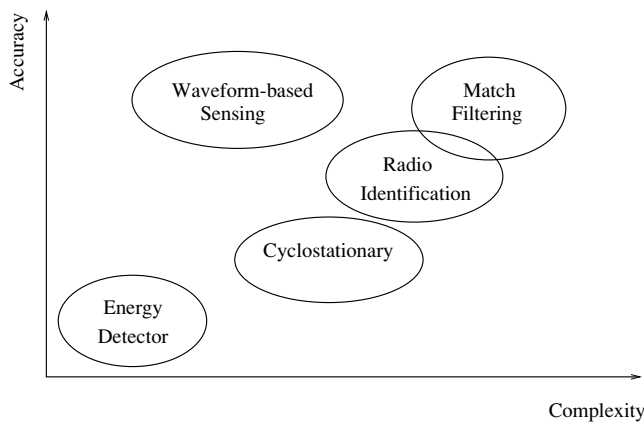 Accuracy
Waveform-based
Sensing
Match
Filtering
Radio
Identification
Cyclostationary
Energy
Detector
Complexity